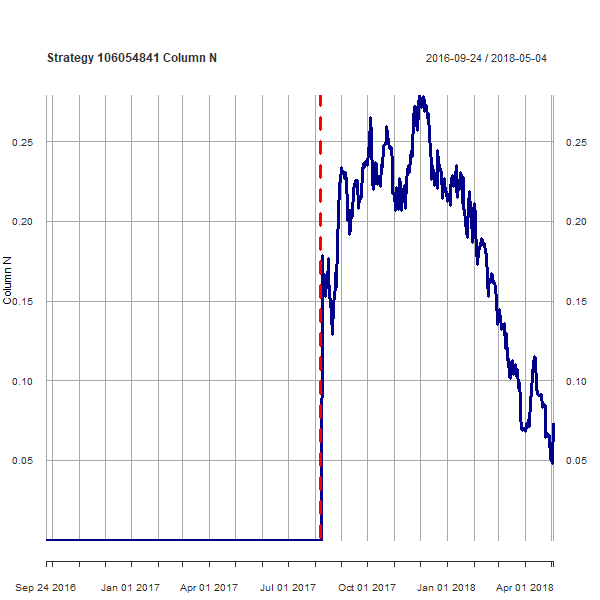 Strategy 106054841 Column N
2016-09-24 / 2018-05-04
0.25
0.25
0.20
0.20
0.15
0.15
0.10
0.10
0.05
0.05
Column N
Sep 24 2016
Jan 01 2017
Apr 01 2017
Jul 01 2017
Oct 01 2017
Jan 01 2018
Apr 01 2018